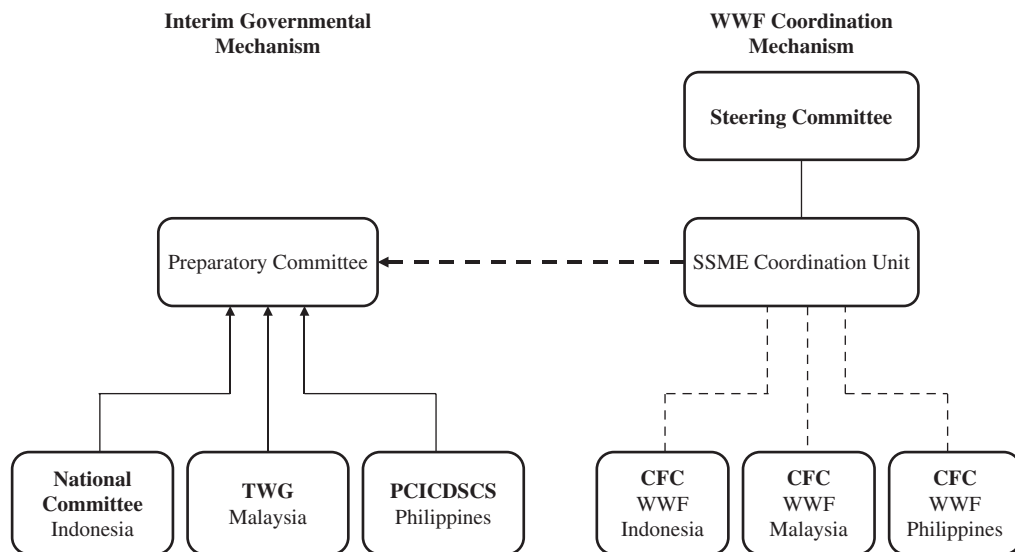 Interim Governmental
Mechanism
WWF Coordination
Mechanism
Steering Committee
Preparatory Committee
SSME Coordination Unit
National
Committee
Indonesia
TWG
Malaysia
PCICDSCS
Philippines
CFC
WWF
Indonesia
CFC
WWF
Malaysia
CFC
WWF
Philippines